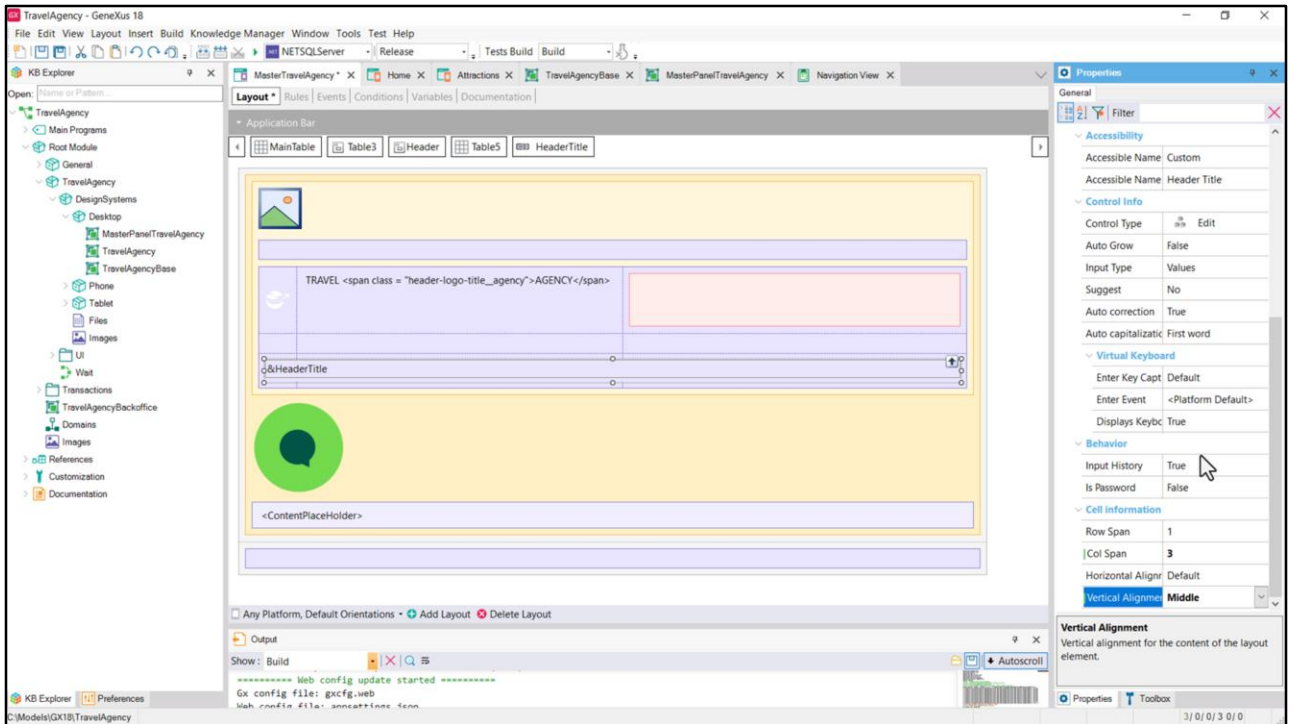 TravelAgency - GeneXus 18
File Edit View Layout Insert Build Knowledge Manager Window Tools Test Help
NETSQLServer Release Tests Build Build
KB Explorer
Open: Name or Pattern...
TravelAgency
Main Programs
Root Module
General
TravelAgency
DesignSystems
Desktop
MasterPanelTravelAgency
TravelAgency
TravelAgencyBase
Phone
Tablet
Files
Images
UI
Wait
Transactions
TravelAgencyBackoffice
Domains
Images
References
Customization
Documentation
KB Explorer Preferences
MasterTravelAgency * Home Attractions TravelAgencyBase MasterPanelTravelAgency Navigation View
Layout * Rules Events Conditions Variables Documentation
Application Bar
MainTable Table3 Header Table5 HeaderTitle
TRAVEL <span class = "header-logo-title__agency">AGENCY</span>
&HeaderTitle
<ContentPlaceHolder>
Any Platform, Default Orientations Add Layout Delete Layout
Output
Show: Build Autoscroll
========== Web config update started ==========
Gx config file: gxcfg.web
Web config file: appsettings.json
Properties
General
Filter
Accessibility
Accessible Name Custom
Accessible Name Header Title
Control Info
Control Type Edit
Auto Grow False
Input Type Values
Suggest No
Auto correction True
Auto capitalizatic First word
Virtual Keyboard
Enter Key Capt Default
Enter Event <Platform Default>
Displays Keybc True
Behavior
Input History True
Is Password False
Cell information
Row Span 1
Col Span 3
Horizontal Alignr Default
Vertical Alignmer Middle
Vertical Alignment
Vertical alignment for the content of the layout
element.
Properties Toolbox
C:\Models\GX18\TravelAgency
3/ 0/ 0/ 3 0/ 0